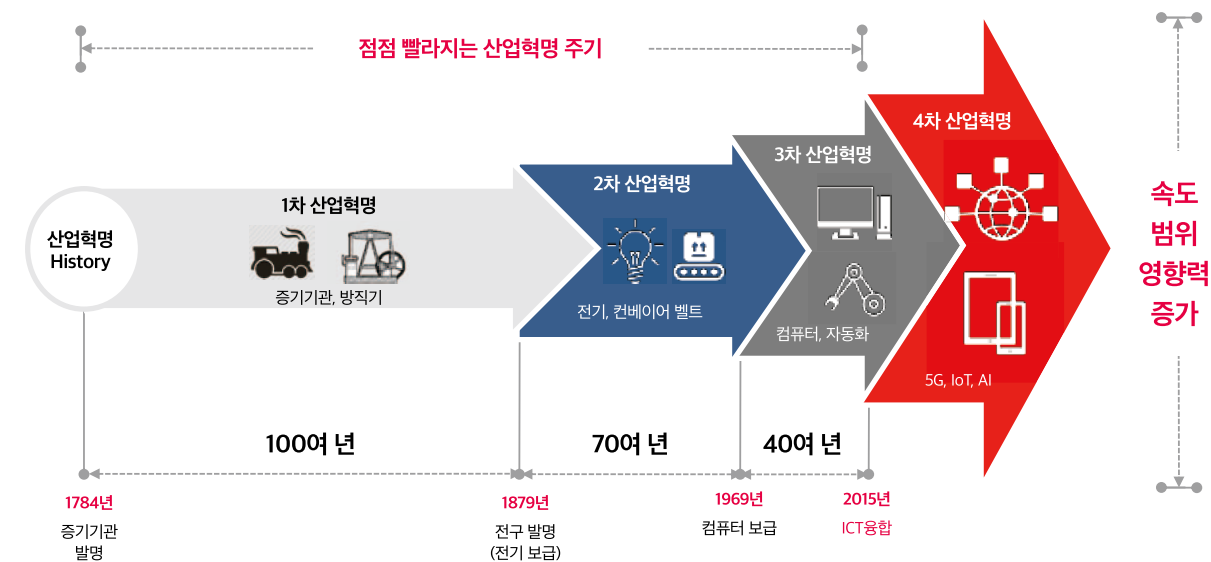 점점 빨라지는 산업혁명 주기
산업혁명
History
1차 산업혁명
증기기관, 방직기
2차 산업혁명
전기, 컨베이어 벨트
3차 산업혁명
컴퓨터, 자동화
4차 산업혁명
5G, IoT, AI
속도
범위
영향력
증가
100여 년
70여 년
40여 년
1784년
증기기관
발명
1879년
전구 발명
(전기 보급)
1969년
컴퓨터 보급
2015년
ICT융합